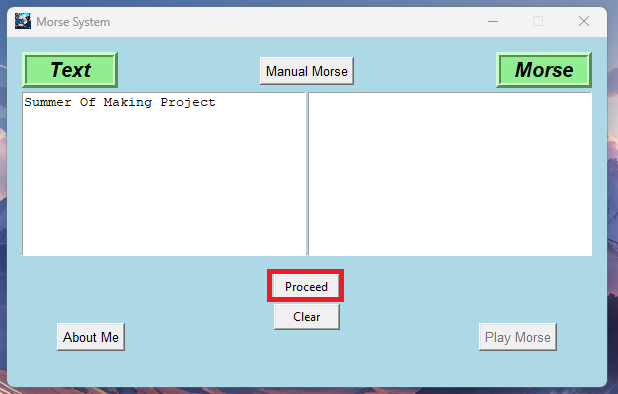 Morse System
Text
Manual Morse
Morse
Summer Of Making Project
Proceed
Clear
About Me
Play Morse